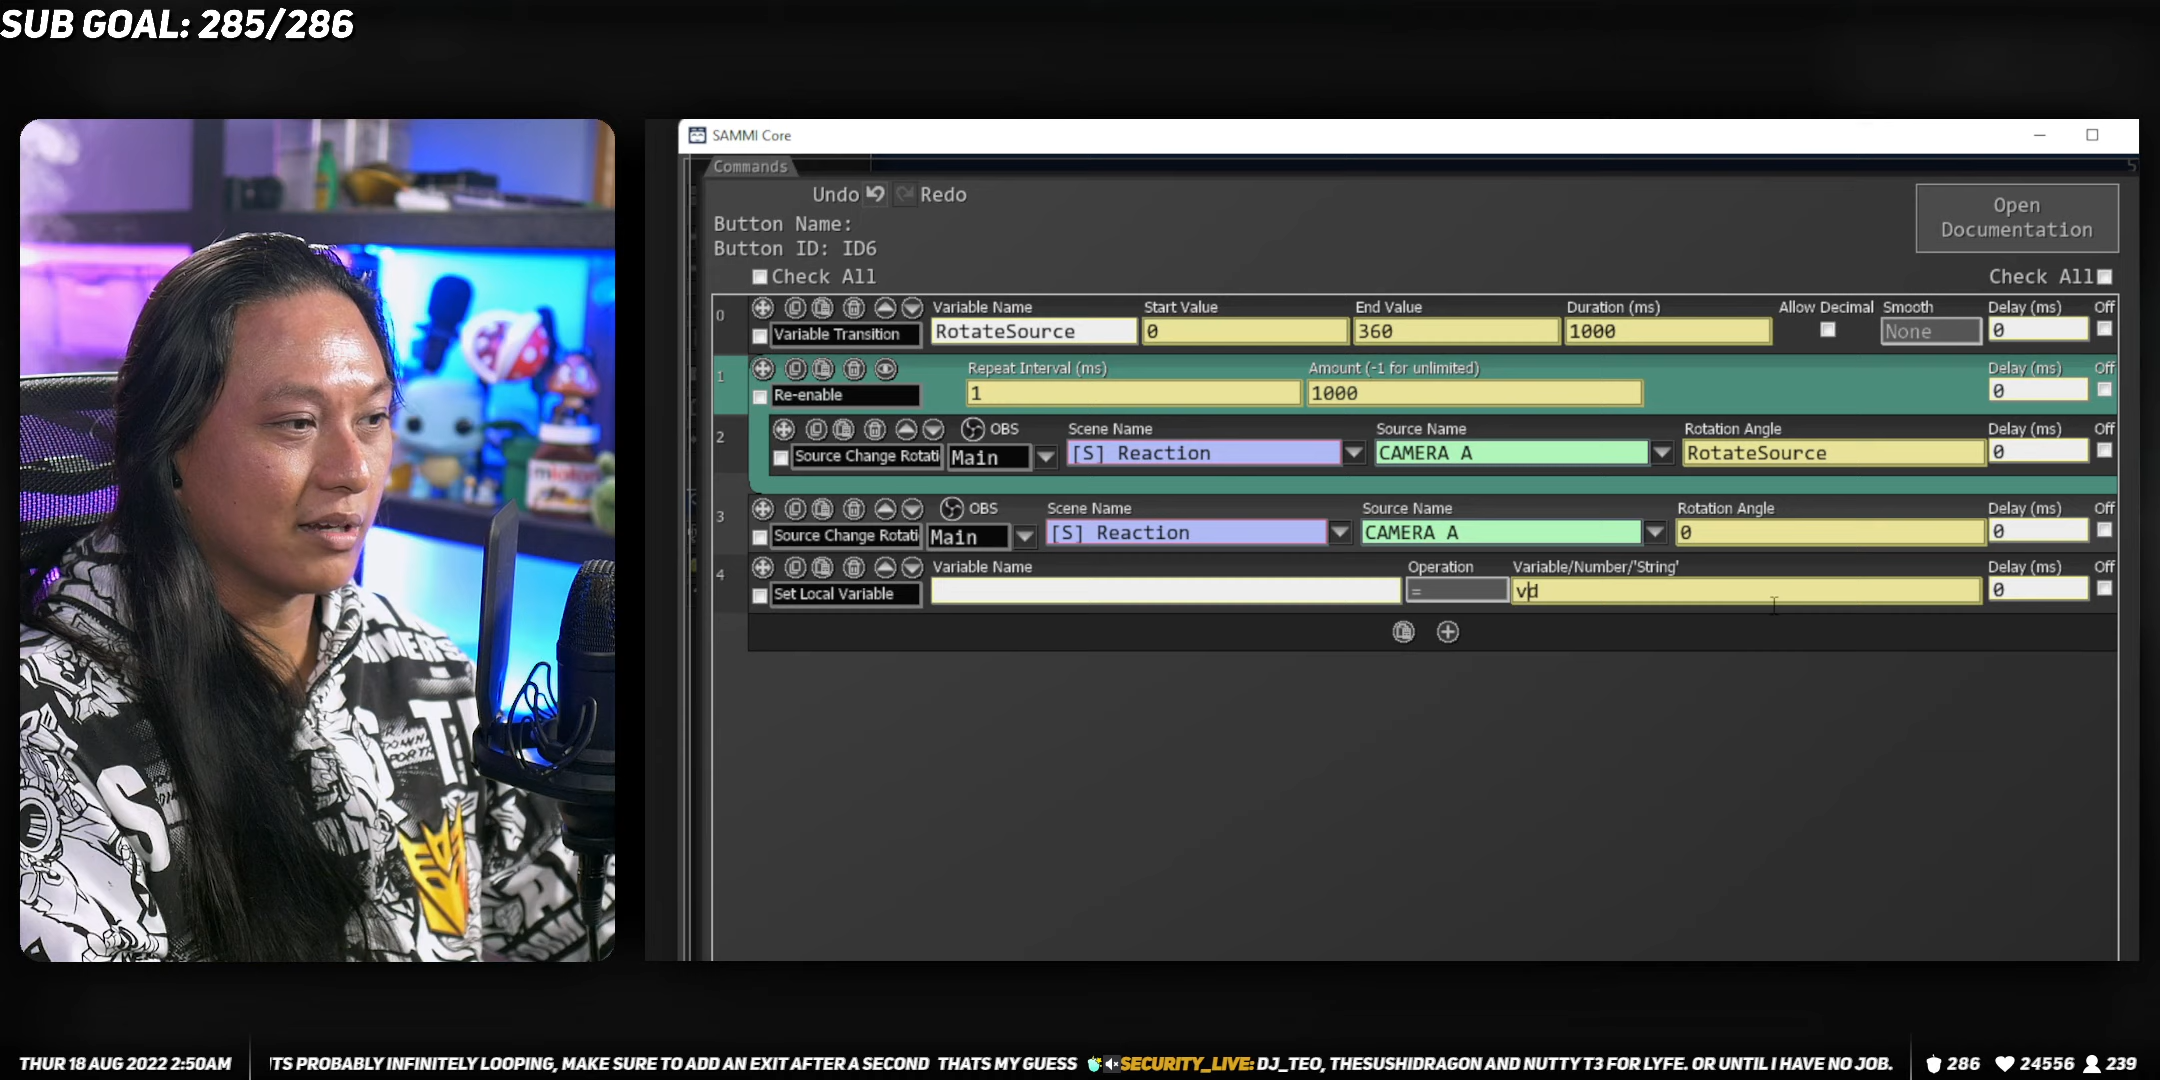 SUB GOAL: 285/286
SAMMI Core
Commands
Undo Redo
Button Name:
Button ID: ID6
Open
Documentation
Check All
Check All
0 Variable Name Start Value End Value Duration (ms) Allow Decimal Smooth Delay (ms) Off
Variable Transition RotateSource 0 360 1000 None 0
1 Repeat Interval (ms) Amount (-1 for unlimited) Delay (ms) Off
Re-enable 1 1000 0
2 OBS Scene Name Source Name Rotation Angle Delay (ms) Off
Source Change Rotati Main [S] Reaction CAMERA A RotateSource 0
3 OBS Scene Name Source Name Rotation Angle Delay (ms) Off
Source Change Rotati Main [S] Reaction CAMERA A 0 0
4 Variable Name Operation Variable/Number/'String' Delay (ms) Off
Set Local Variable = vd 0
THUR 18 AUG 2022 2:50AM ITS PROBABLY INFINITELY LOOPING, MAKE SURE TO ADD AN EXIT AFTER A SECOND THATS MY GUESS SECURITY_LIVE: DJ_TEO, THESUSHIDRAGON AND NUTTY T3 FOR LYFE. OR UNTIL I HAVE NO JOB. 286 24556 239